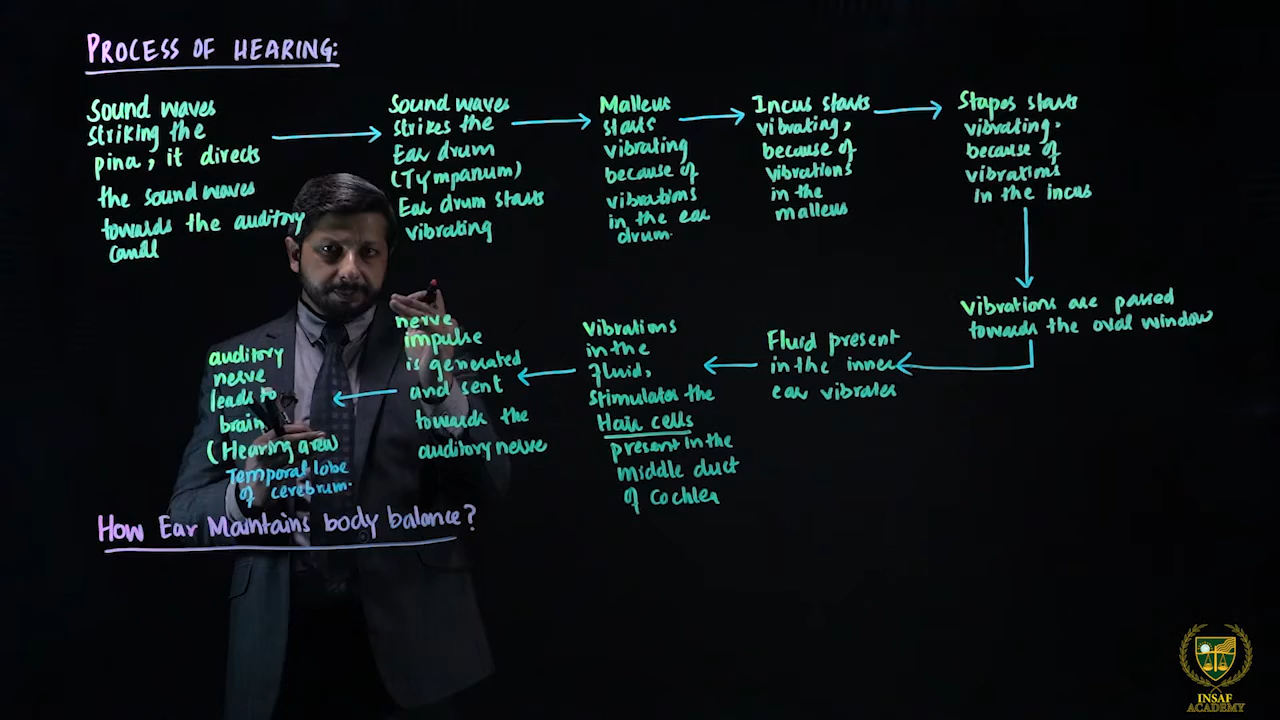 PROCESS OF HEARING:
Sound waves
striking the
pina, it directs
the sound waves
towards the auditory
canal
Sound waves
strikes the
Ear drum
(Tympanum)
Ear drum starts
vibrating
Malleus
starts
vibrating
because of
vibrations
in the ear
drum.
Incus starts
vibrating,
because of
vibrations
in the
malleus
Stapes starts
vibrating.
because of
vibrations
in the incus
Vibrations are passed
towards the oval window
Fluid present
in the inner
ear vibrates
Vibrations
in the
fluid,
stimulates the
Hair cells
present in the
middle duct
of Cochlea
nerve
impulse
is generated
and sent
towards the
auditory nerve
auditory
nerve
leads to
brain
(Hearing area)
Temporal lobe
of cerebrum.
How Ear Maintains body balance?
INSAF
ACADEMY